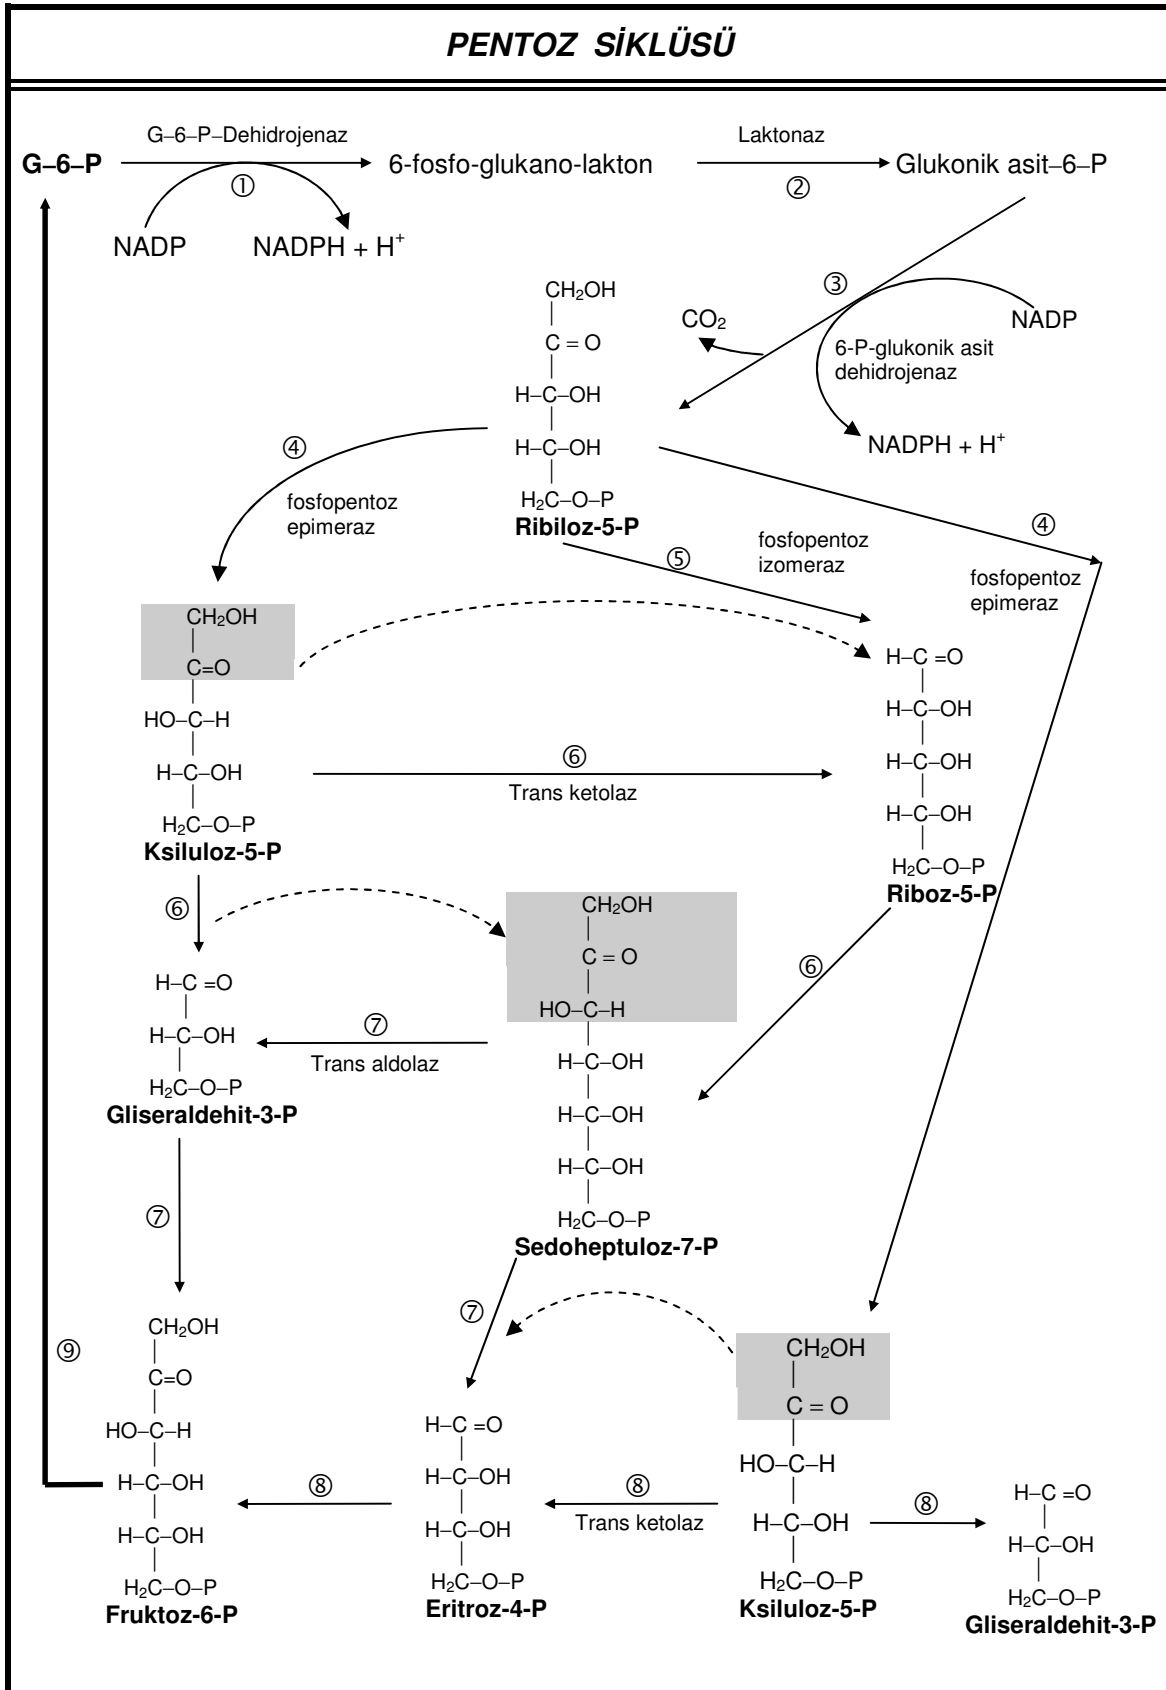 PENTOZ SİKLÜSÜ
G–6–P–Dehidrojenaz
Laktonaz
G–6–P
6-fosfo-glukano-lakton
Glukonik asit–6–P
①
②
NADP
NADPH + H⁺
③
CH₂OH
C = O
H–C–OH
H–C–OH
H₂C–O–P
Ribiloz-5-P
CO₂
NADP
6-P-glukonik asit
dehidrojenaz
NADPH + H⁺
④
fosfopentoz
epimeraz
⑤
fosfopentoz
izomeraz
④
fosfopentoz
epimeraz
CH₂OH
C=O
HO–C–H
H–C–OH
H₂C–O–P
Ksiluloz-5-P
⑥
Trans ketolaz
H–C =O
H–C–OH
H–C–OH
H–C–OH
H₂C–O–P
Riboz-5-P
⑥
⑥
CH₂OH
C = O
HO–C–H
H–C–OH
H–C–OH
H–C–OH
H₂C–O–P
Sedoheptuloz-7-P
H–C =O
H–C–OH
H₂C–O–P
Gliseraldehit-3-P
⑦
Trans aldolaz
⑦
⑦
⑨
CH₂OH
C=O
HO–C–H
H–C–OH
H–C–OH
H₂C–O–P
Fruktoz-6-P
⑧
H–C =O
H–C–OH
H–C–OH
H₂C–O–P
Eritroz-4-P
⑧
Trans ketolaz
CH₂OH
C = O
HO–C–H
H–C–OH
H₂C–O–P
Ksiluloz-5-P
⑧
H–C =O
H–C–OH
H₂C–O–P
Gliseraldehit-3-P